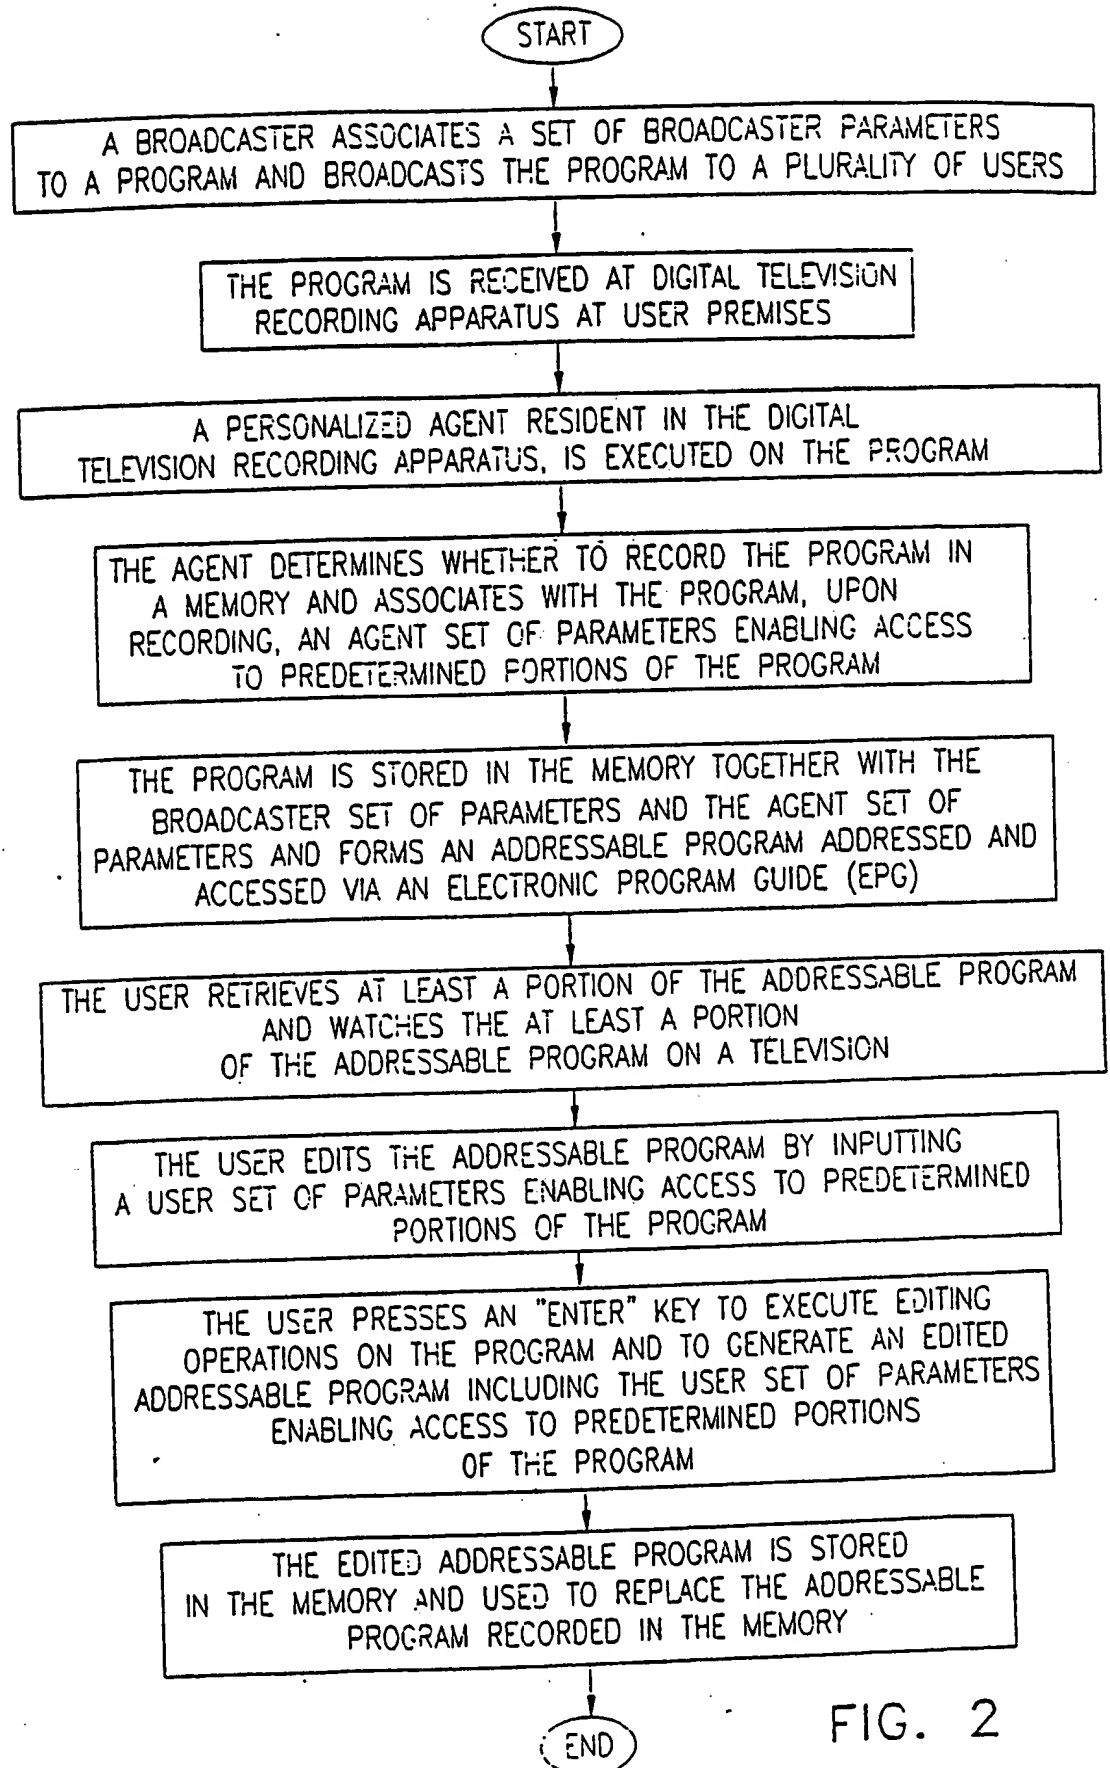 START
A BROADCASTER ASSOCIATES A SET OF BROADCASTER PARAMETERS
TO A PROGRAM AND BROADCASTS THE PROGRAM TO A PLURALITY OF USERS
THE PROGRAM IS RECEIVED AT DIGITAL TELEVISION
RECORDING APPARATUS AT USER PREMISES
A PERSONALIZED AGENT RESIDENT IN THE DIGITAL
TELEVISION RECORDING APPARATUS, IS EXECUTED ON THE PROGRAM
THE AGENT DETERMINES WHETHER TO RECORD THE PROGRAM IN
A MEMORY AND ASSOCIATES WITH THE PROGRAM, UPON
RECORDING, AN AGENT SET OF PARAMETERS ENABLING ACCESS
TO PREDETERMINED PORTIONS OF THE PROGRAM
THE PROGRAM IS STORED IN THE MEMORY TOGETHER WITH THE
BROADCASTER SET OF PARAMETERS AND THE AGENT SET OF
PARAMETERS AND FORMS AN ADDRESSABLE PROGRAM ADDRESSED AND
ACCESSED VIA AN ELECTRONIC PROGRAM GUIDE (EPG)
THE USER RETRIEVES AT LEAST A PORTION OF THE ADDRESSABLE PROGRAM
AND WATCHES THE AT LEAST A PORTION
OF THE ADDRESSABLE PROGRAM ON A TELEVISION
THE USER EDITS THE ADDRESSABLE PROGRAM BY INPUTTING
A USER SET OF PARAMETERS ENABLING ACCESS TO PREDETERMINED
PORTIONS OF THE PROGRAM
THE USER PRESSES AN "ENTER" KEY TO EXECUTE EDITING
OPERATIONS ON THE PROGRAM AND TO GENERATE AN EDITED
ADDRESSABLE PROGRAM INCLUDING THE USER SET OF PARAMETERS
ENABLING ACCESS TO PREDETERMINED PORTIONS
OF THE PROGRAM
THE EDITED ADDRESSABLE PROGRAM IS STORED
IN THE MEMORY AND USED TO REPLACE THE ADDRESSABLE
PROGRAM RECORDED IN THE MEMORY
END
FIG. 2